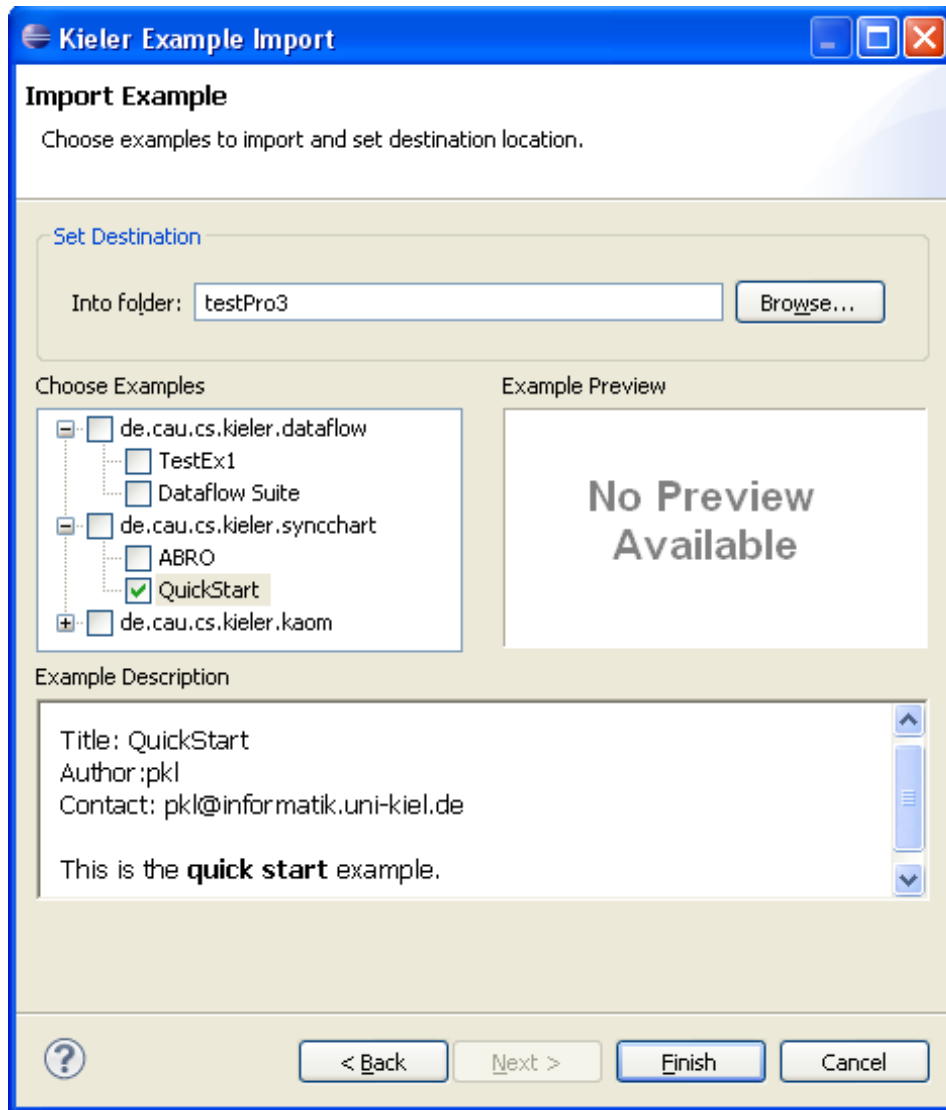 Kieler Example Import
Import Example
Choose examples to import and set destination location.
Set Destination
Into folder: testPro3 Browse...
Choose Examples
de.cau.cs.kieler.dataflow
TestEx1
Dataflow Suite
de.cau.cs.kieler.syncchart
ABRO
QuickStart
de.cau.cs.kieler.kaom
Example Preview
No Preview
Available
Example Description
Title: QuickStart
Author:pkl
Contact: pkl@informatik.uni-kiel.de
This is the quick start example.
? < Back Next > Finish Cancel